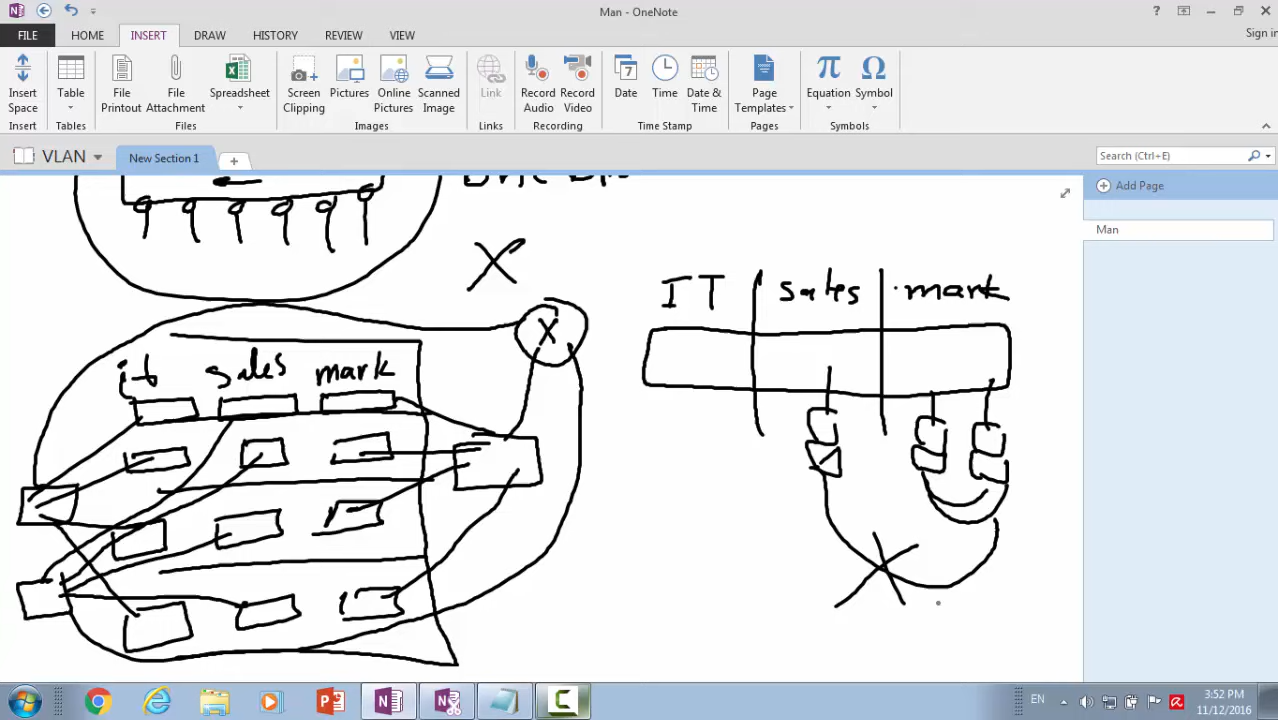 Man - OneNote
?
FILE HOME INSERT DRAW HISTORY REVIEW VIEW
Sign in
Insert Space
Table
File Printout
File Attachment
Spreadsheet
Screen Clipping
Pictures
Online Pictures
Scanned Image
Link
Record Audio
Record Video
Date
Time
Date & Time
Page Templates
π Equation
Ω Symbol
Insert Tables Files Images Links Recording Time Stamp Pages Symbols
VLAN
New Section 1
Search (Ctrl+E)
Add Page
Man
X
IT sales mark
X
it sales mark
EN
3:52 PM
11/12/2016